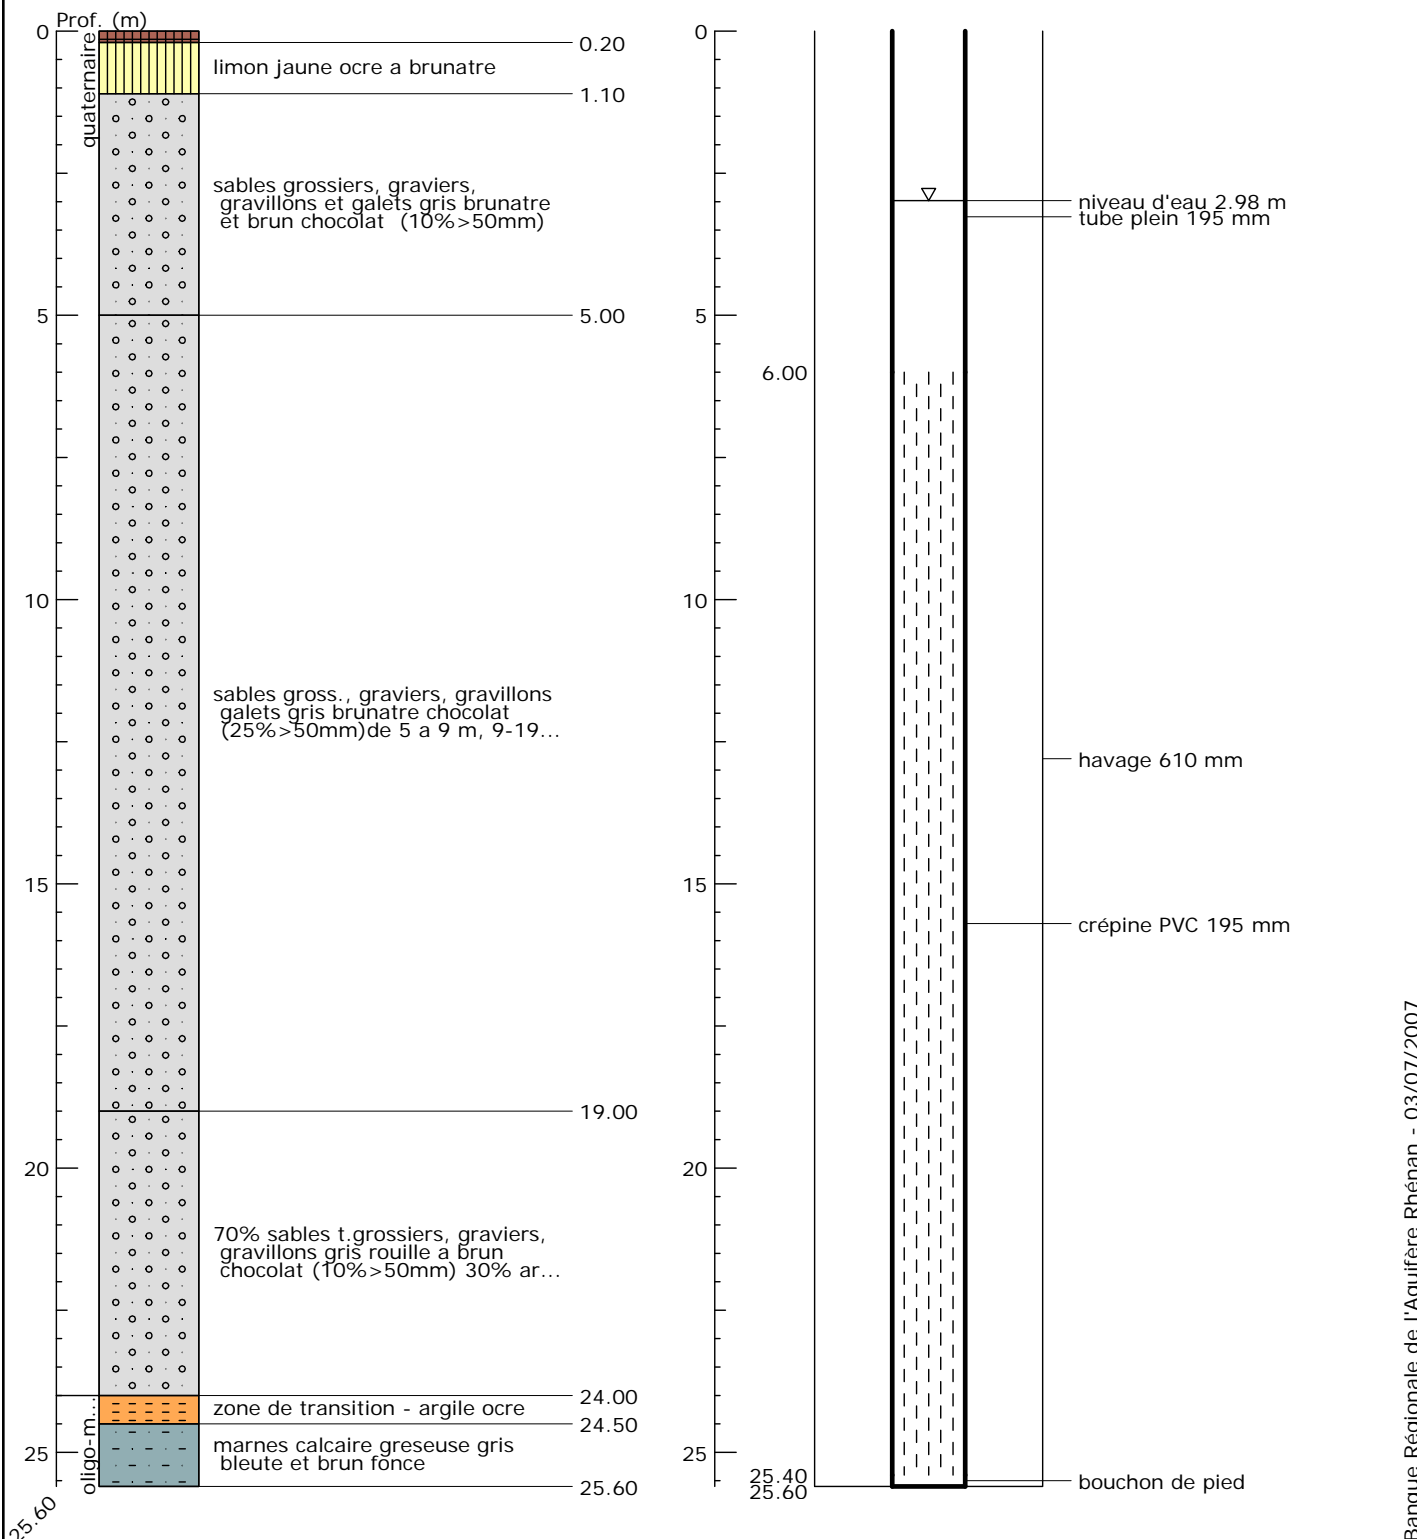 Prof. (m)
0
quaternaire
0.20
limon jaune ocre a brunatre
1.10
sables grossiers, graviers,
gravillons et galets gris brunatre
et brun chocolat (10%>50mm)
5
5.00
10
sables gross., graviers, gravillons
galets gris brunatre chocolat
(25%>50mm)de 5 a 9 m, 9-19...
15
19.00
20
70% sables t.grossiers, graviers,
gravillons gris rouille a brun
chocolat (10%>50mm) 30% ar...
24.00
oligo-m...
zone de transition - argile ocre
24.50
25
marnes calcaire greseuse gris
bleute et brun fonce
25.60
25.60
0
niveau d'eau 2.98 m
tube plein 195 mm
5
6.00
10
havage 610 mm
15
crépine PVC 195 mm
20
25
25.40
25.60
bouchon de pied
Banque Régionale de l'Aquifère Rhénan - 03/07/2007